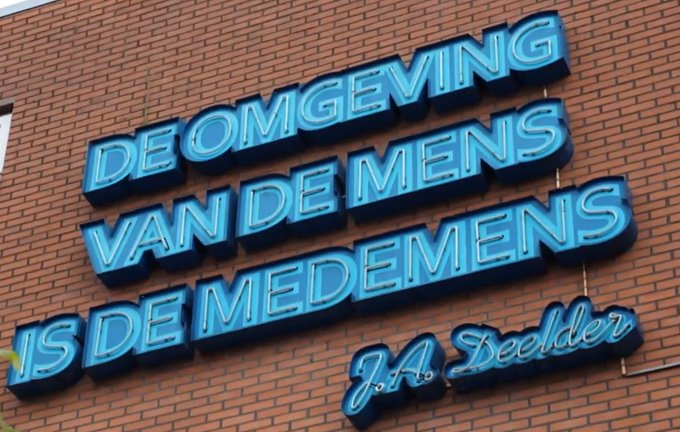 DE OMGEVING
VAN DE MENS
IS DE MEDEMENS
J.A. Deelder